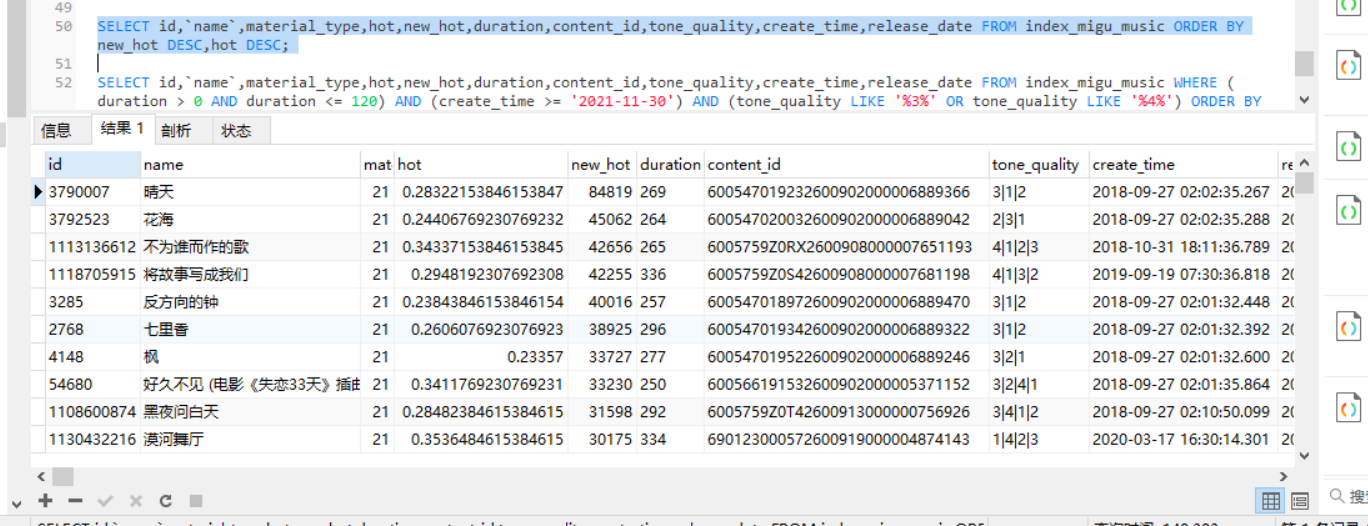 49
50 SELECT id,`name`,material_type,hot,new_hot,duration,content_id,tone_quality,create_time,release_date FROM index_migu_music ORDER BY
new_hot DESC,hot DESC;
51
52 SELECT id,`name`,material_type,hot,new_hot,duration,content_id,tone_quality,create_time,release_date FROM index_migu_music WHERE (
duration > 0 AND duration <= 120) AND (create_time >= '2021-11-30') AND (tone_quality LIKE '%3%' OR tone_quality LIKE '%4%') ORDER BY
信息 结果 1 剖析 状态
id name mat hot new_hot duration content_id tone_quality create_time re
3790007 晴天 21 0.28322153846153847 84819 269 600547019232600902000006889366 3|1|2 2018-09-27 02:02:35.267 20
3792523 花海 21 0.24406769230769232 45062 264 600547020032600902000006889042 2|3|1 2018-09-27 02:02:35.288 20
1113136612 不为谁而作的歌 21 0.34337153846153845 42656 265 6005759Z0RX2600908000007651193 4|1|2|3 2018-10-31 18:11:36.789 20
1118705915 将故事写成我们 21 0.2948192307692308 42255 336 6005759Z0S42600908000007681198 4|1|3|2 2019-09-19 07:30:36.818 20
3285 反方向的钟 21 0.23843846153846154 40016 257 600547018972600902000006889470 3|1|2 2018-09-27 02:01:32.448 20
2768 七里香 21 0.2606076923076923 38925 296 600547019342600902000006889322 3|1|2 2018-09-27 02:01:32.392 20
4148 枫 21 0.23357 33727 277 600547019522600902000006889246 3|2|1 2018-09-27 02:01:32.600 20
54680 好久不见 (电影《失恋33天》插曲 21 0.3411769230769231 33230 250 600566191532600902000005371152 3|2|4|1 2018-09-27 02:01:35.864 20
1108600874 黑夜问白天 21 0.28482384615384615 31598 292 6005759Z0T42600913000000756926 3|4|1|2 2018-09-27 02:10:50.099 20
1130432216 漠河舞厅 21 0.3536484615384615 30175 334 690123000572600919000004874143 1|4|2|3 2020-03-17 16:30:14.301 20
搜